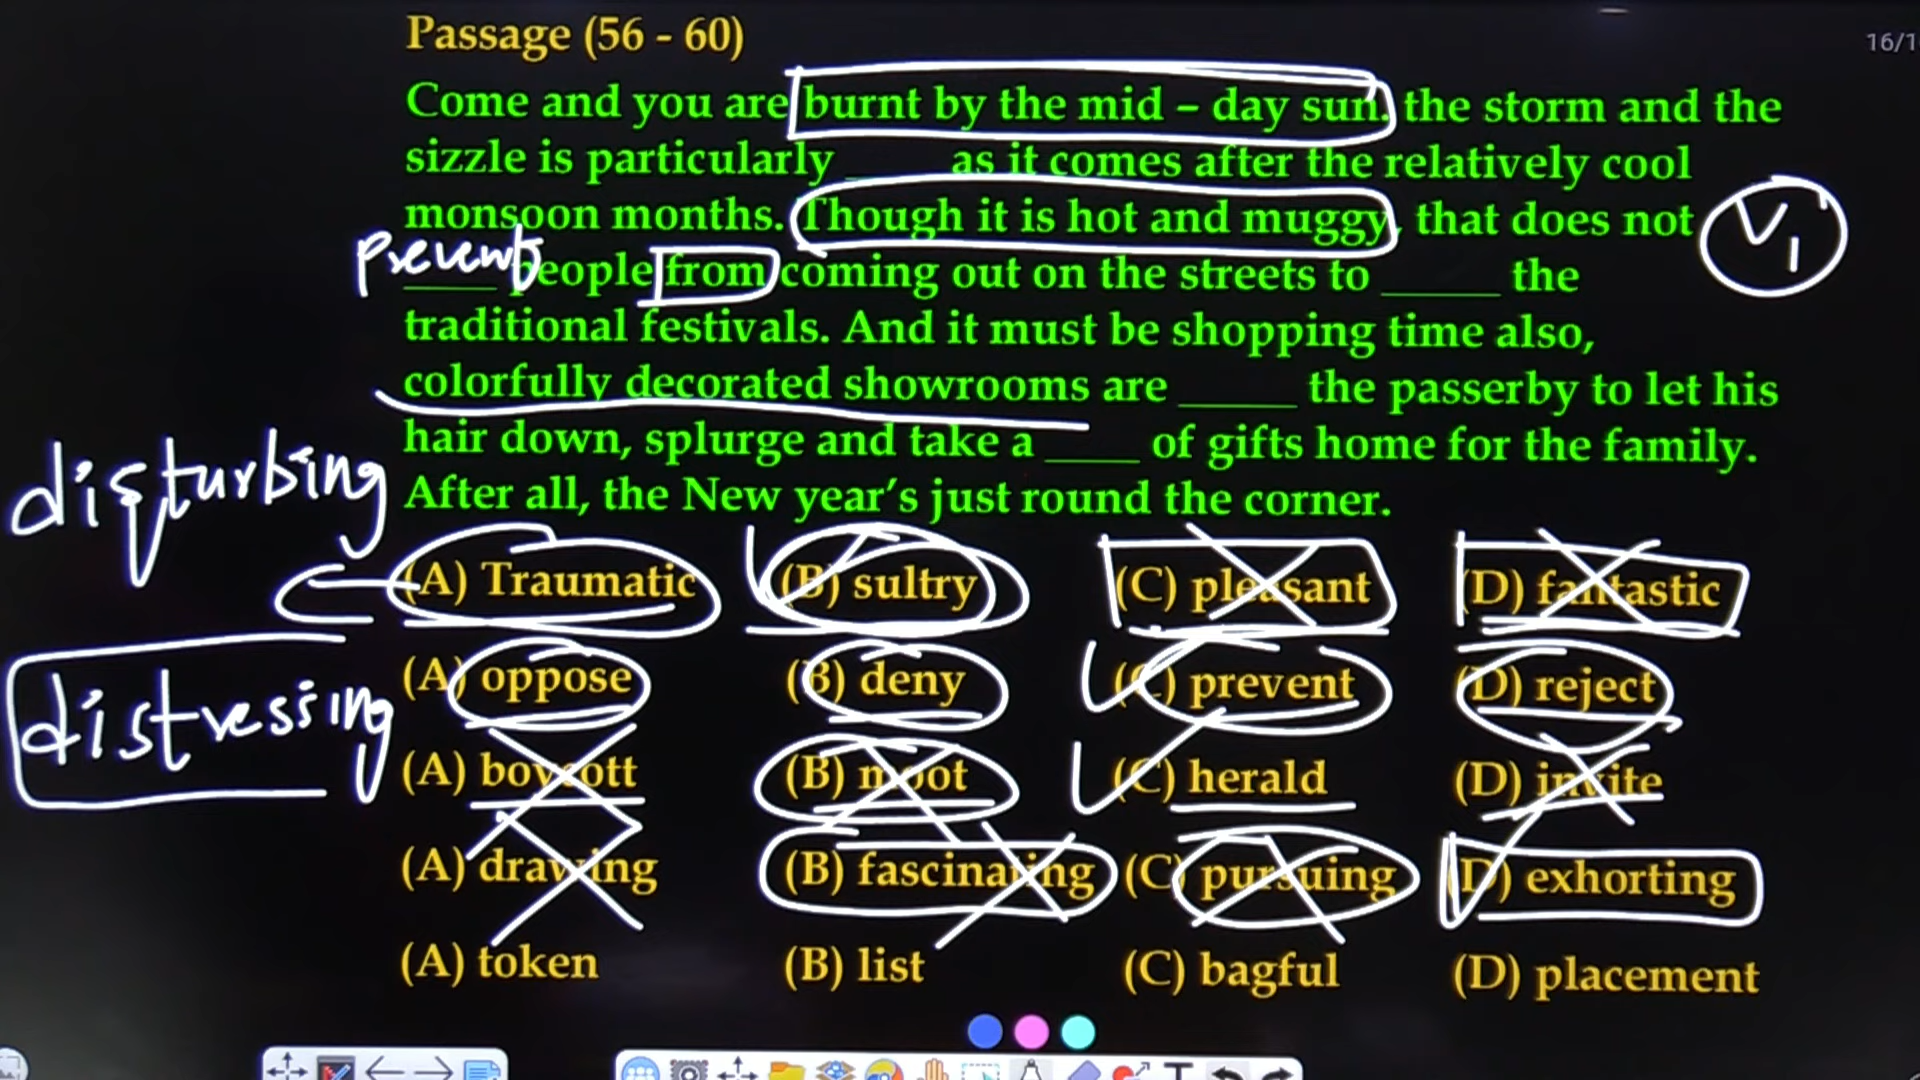 Passage (56 - 60)
16/1
Come and you are burnt by the mid – day sun. the storm and the
sizzle is particularly ____ as it comes after the relatively cool
monsoon months. Though it is hot and muggy, that does not
V1
prevent
_____ people from coming out on the streets to ______ the
traditional festivals. And it must be shopping time also,
colorfully decorated showrooms are ______ the passerby to let his
hair down, splurge and take a _____ of gifts home for the family.
After all, the New year's just round the corner.
disturbing
(A) Traumatic (B) sultry (C) pleasant (D) fantastic
distressing
(A) oppose (B) deny (C) prevent (D) reject
(A) boycott (B) moot (C) herald (D) invite
(A) drawing (B) fascinating (C) pursuing (D) exhorting
(A) token (B) list (C) bagful (D) placement